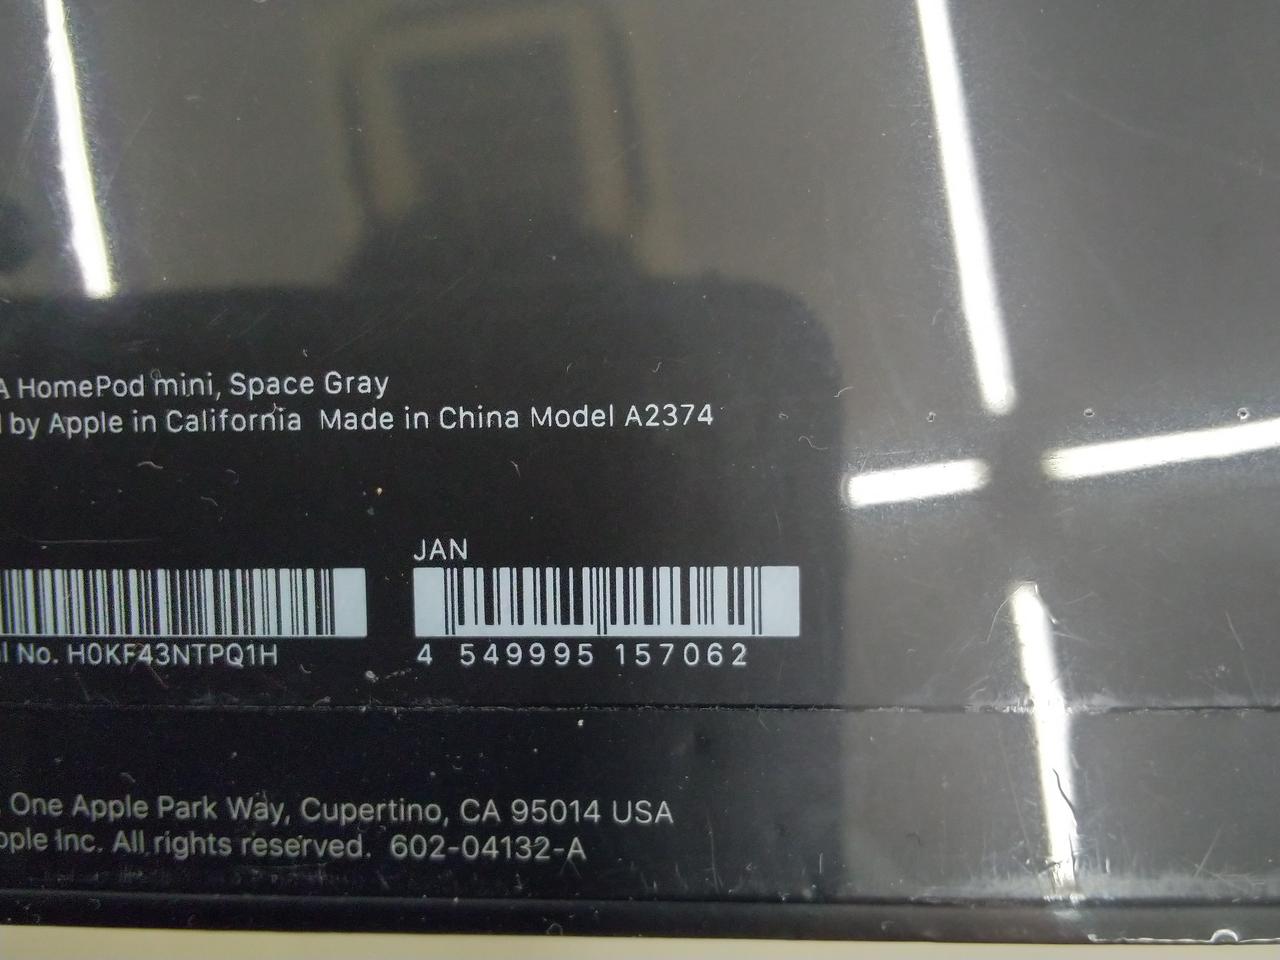 A HomePod mini, Space Gray
by Apple in California Made in China Model A2374
JAN
No. H0KF43NTPQ1H
4 549995 157062
One Apple Park Way, Cupertino, CA 95014 USA
Inc. All rights reserved. 602-04132-A